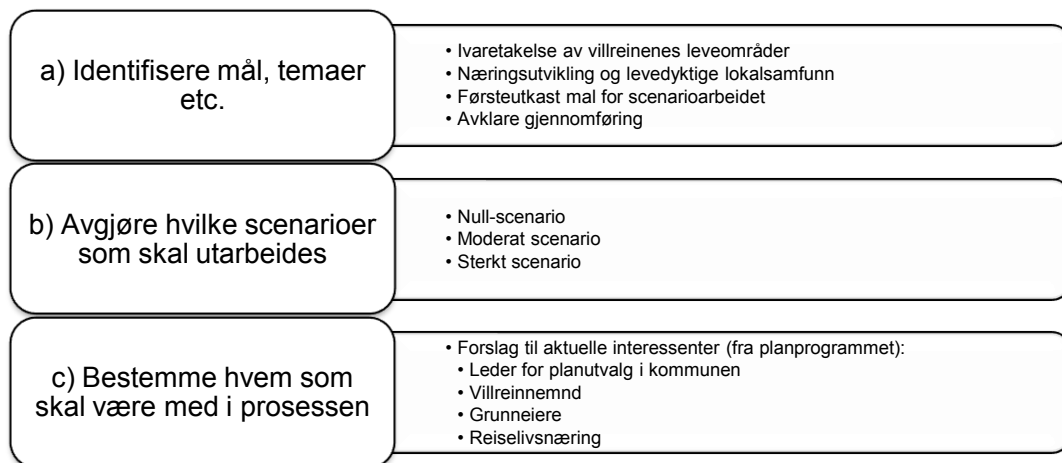 a) Identifisere mål, temaer
etc.
• Ivaretakelse av villreinenes leveområder
• Næringsutvikling og levedyktige lokalsamfunn
• Førsteutkast mal for scenarioarbeidet
• Avklare gjennomføring
b) Avgjøre hvilke scenarioer
som skal utarbeides
• Null-scenario
• Moderat scenario
• Sterkt scenario
c) Bestemme hvem som
skal være med i prosessen
• Forslag til aktuelle interessenter (fra planprogrammet):
• Leder for planutvalg i kommunen
• Villreinnemnd
• Grunneiere
• Reiselivsnæring